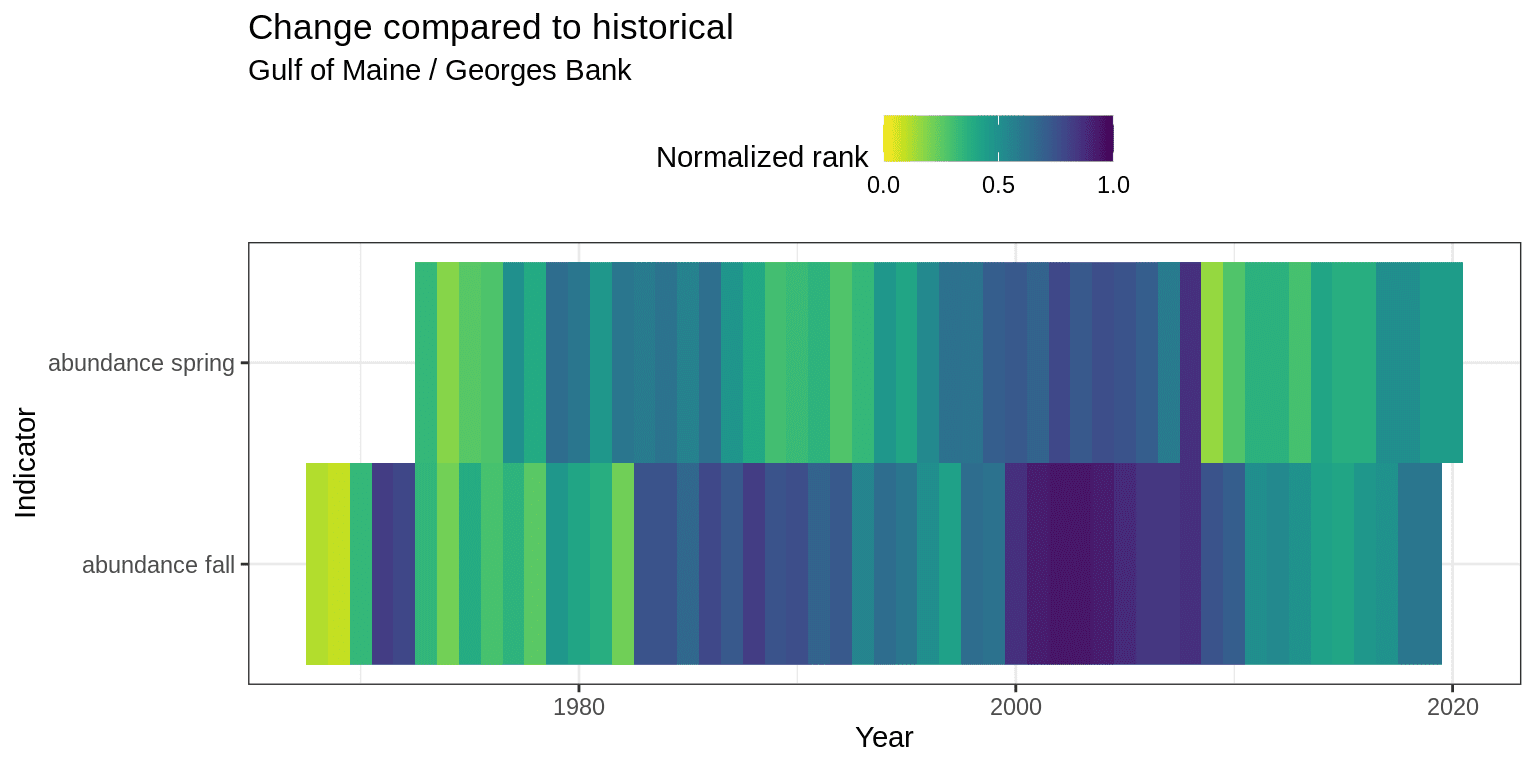 Change compared to historical
Gulf of Maine / Georges Bank
Normalized rank
0.0 0.5 1.0
Indicator
abundance spring
abundance fall
1980 2000 2020
Year